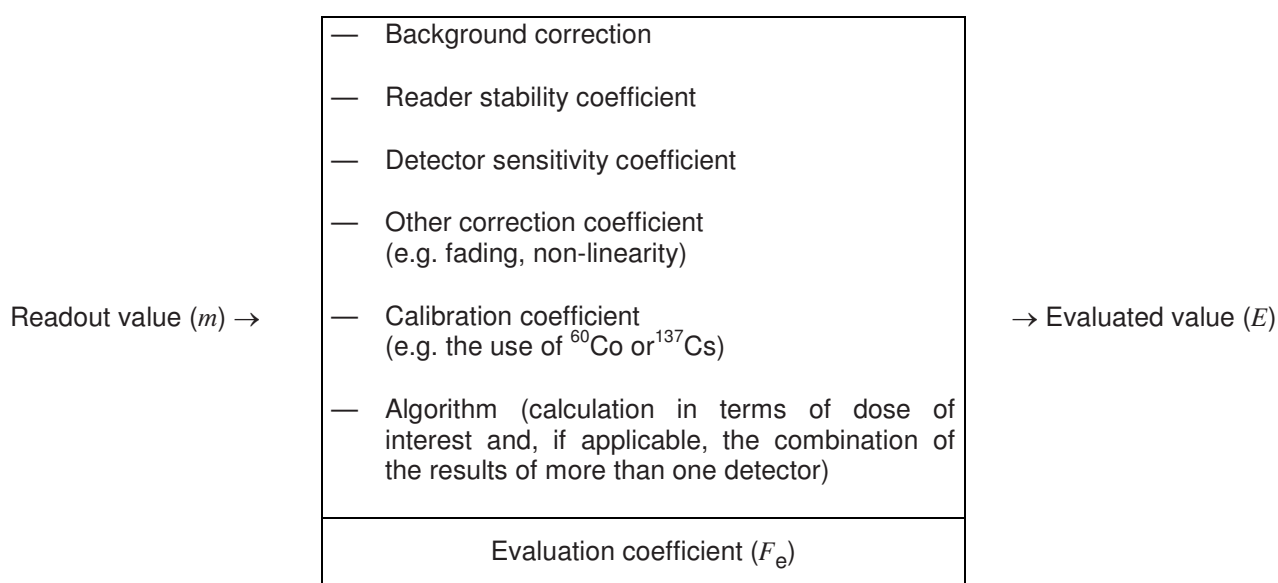 — Background correction
— Reader stability coefficient
— Detector sensitivity coefficient
— Other correction coefficient
(e.g. fading, non-linearity)
Readout value (m) → — Calibration coefficient → Evaluated value (E)
(e.g. the use of ⁶⁰Co or¹³⁷Cs)
— Algorithm (calculation in terms of dose of
interest and, if applicable, the combination of
the results of more than one detector)
Evaluation coefficient (Fₑ)